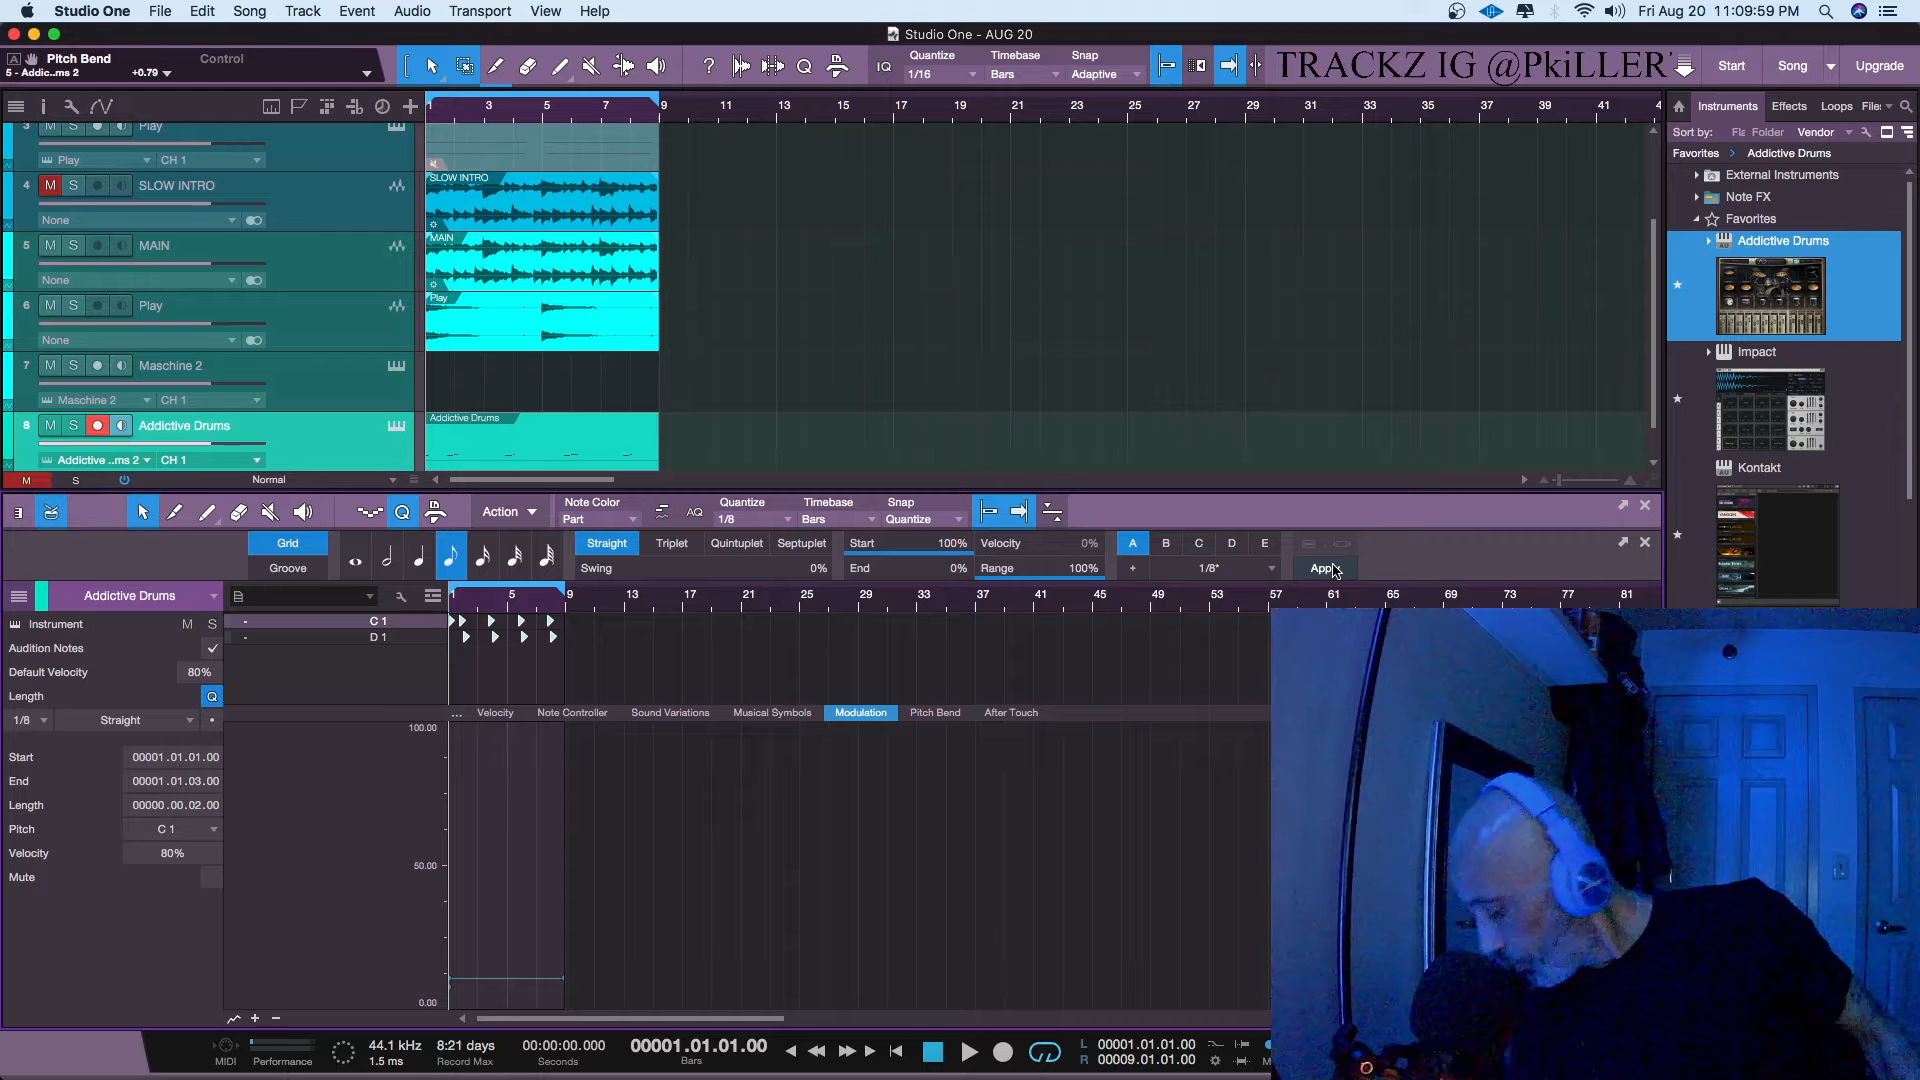 Studio One File Edit Song Track Event Audio Transport View Help Fri Aug 20 11:09:59 PM
Studio One - AUG 20
Pitch Bend Control
5 - Addic..ms 2 +0.79
IQ Quantize Timebase Snap
1/16 Bars Adaptive
TRACKZ IG @PkiLLER
Start Song Upgrade
1 3 5 7 9 11 13 15 17 19 21 23 25 27 29 31 33 35 37 39 41
Instruments Effects Loops Files
Sort by: Folder Vendor
Favorites > Addictive Drums
External Instruments
Note FX
Favorites
Addictive Drums
Impact
Kontakt
3 M S Play
Play CH 1
4 M S SLOW INTRO
None
SLOW INTRO
5 M S MAIN
None
MAIN
6 M S Play
None
Play
7 M S Maschine 2
Maschine 2 CH 1
8 M S Addictive Drums
Addictive ..ms 2 CH 1
Addictive Drums
M S Normal
Action Note Color AQ Quantize Timebase Snap
Part 1/8 Bars Quantize
Grid Straight Triplet Quintuplet Septuplet Start 100% Velocity 0% A B C D E
Groove Swing 0% End 0% Range 100% + 1/8* Apply
Addictive Drums
1 5 9 13 17 21 25 29 33 37 41 45 49 53 57 61 65 69 73 77 81
Instrument M S
- C 1
- D 1
Audition Notes
Default Velocity 80%
Length Q
1/8 Straight
... Velocity Note Controller Sound Variations Musical Symbols Modulation Pitch Bend After Touch
100.00
50.00
0.00
Start 00001.01.01.00
End 00001.01.03.00
Length 00000.00.02.00
Pitch C 1
Velocity 80%
Mute
MIDI Performance
44.1 kHz
1.5 ms
8:21 days
Record Max
00:00:00.000
Seconds
00001.01.01.00
Bars
L 00001.01.01.00
R 00009.01.01.00